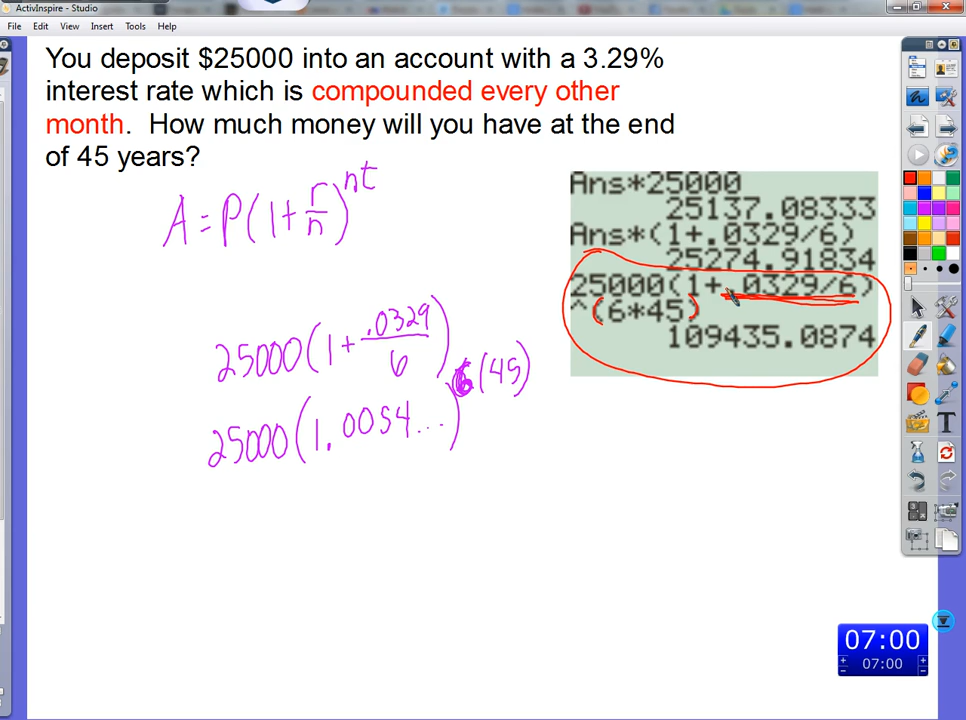 ActivInspire - Studio
File Edit View Insert Tools Help
You deposit $25000 into an account with a 3.29%
interest rate which is compounded every other
month. How much money will you have at the end
of 45 years?
A = P(1 + r/n)^nt
25000(1 + .0329/6)^6(45)
25000(1.0054...)
Ans*25000
25137.08333
Ans*(1+.0329/6)
25274.91834
25000(1+.0329/6)
^(6*45)
109435.0874
07:00
07:00